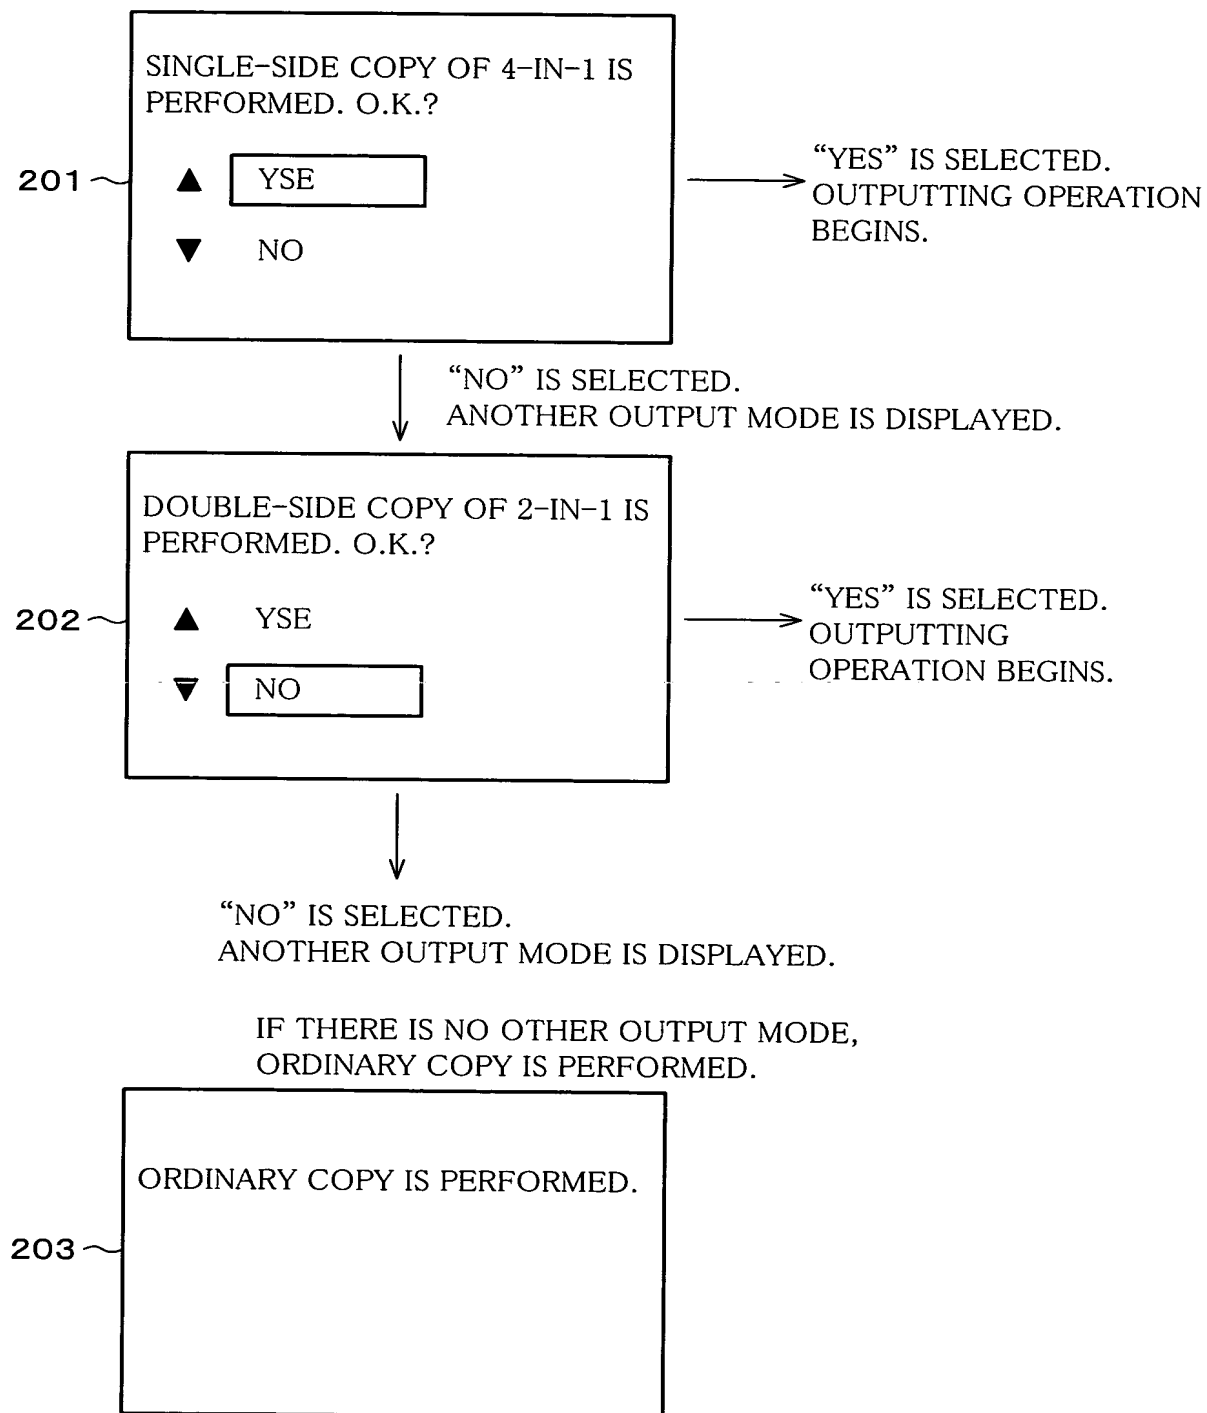 SINGLE-SIDE COPY OF 4-IN-1 IS
PERFORMED. O.K.?
201
▲ YSE
▼ NO
“YES” IS SELECTED.
OUTPUTTING OPERATION
BEGINS.
“NO” IS SELECTED.
ANOTHER OUTPUT MODE IS DISPLAYED.
DOUBLE-SIDE COPY OF 2-IN-1 IS
PERFORMED. O.K.?
202
▲ YSE
▼ NO
“YES” IS SELECTED.
OUTPUTTING
OPERATION BEGINS.
“NO” IS SELECTED.
ANOTHER OUTPUT MODE IS DISPLAYED.
IF THERE IS NO OTHER OUTPUT MODE,
ORDINARY COPY IS PERFORMED.
ORDINARY COPY IS PERFORMED.
203